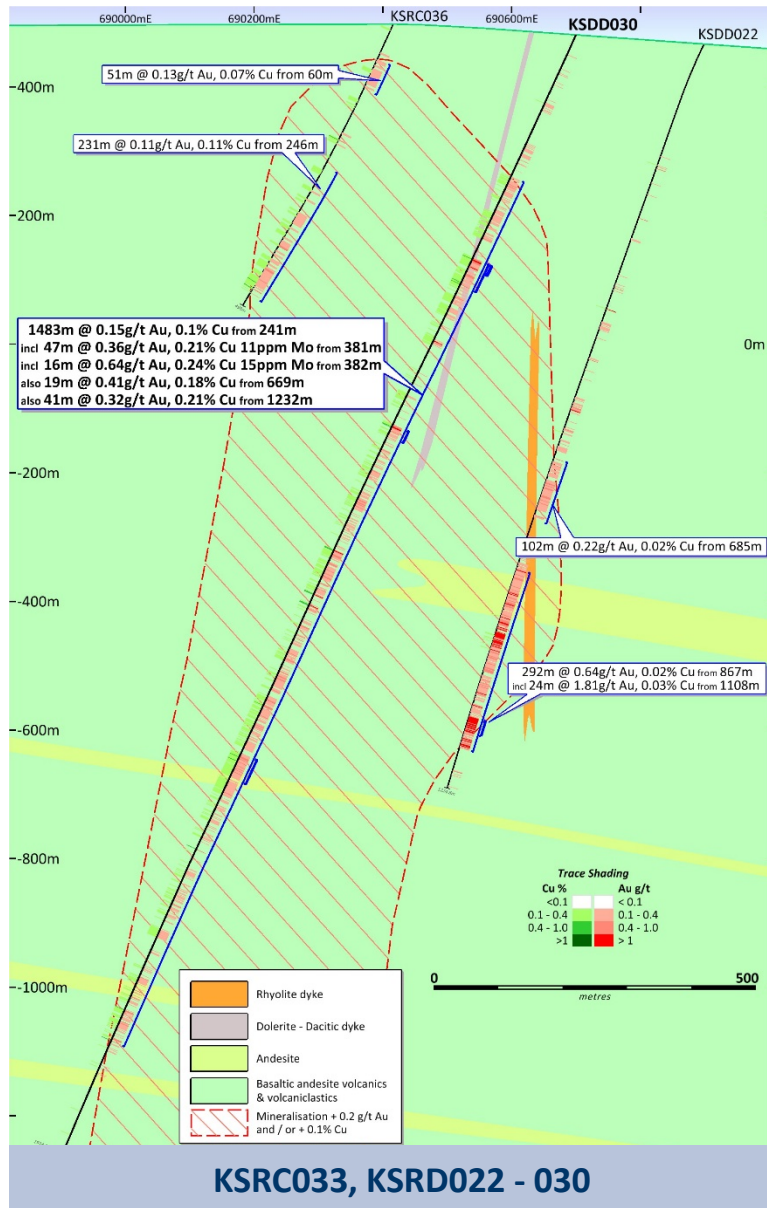 690000mE
690200mE
KSRC036
690600mE
KSDD030
KSDD022
400m
51m @ 0.13g/t Au, 0.07% Cu from 60m
231m @ 0.11g/t Au, 0.11% Cu from 246m
200m
1483m @ 0.15g/t Au, 0.1% Cu from 241m
incl 47m @ 0.36g/t Au, 0.21% Cu 11ppm Mo from 381m
incl 16m @ 0.64g/t Au, 0.24% Cu 15ppm Mo from 382m
also 19m @ 0.41g/t Au, 0.18% Cu from 669m
also 41m @ 0.32g/t Au, 0.21% Cu from 1232m
0m
-200m
102m @ 0.22g/t Au, 0.02% Cu from 685m
-400m
292m @ 0.64g/t Au, 0.02% Cu from 867m
incl 24m @ 1.81g/t Au, 0.03% Cu from 1108m
-600m
-800m
Trace Shading
Cu % Au g/t
<0.1 < 0.1
0.1 - 0.4 0.1 - 0.4
0.4 - 1.0 0.4 - 1.0
>1 > 1
-1000m
0 500
metres
Rhyolite dyke
Dolerite - Dacitic dyke
Andesite
Basaltic andesite volcanics
& volcaniclastics
Mineralisation + 0.2 g/t Au
and / or + 0.1% Cu
KSRC033, KSRD022 - 030